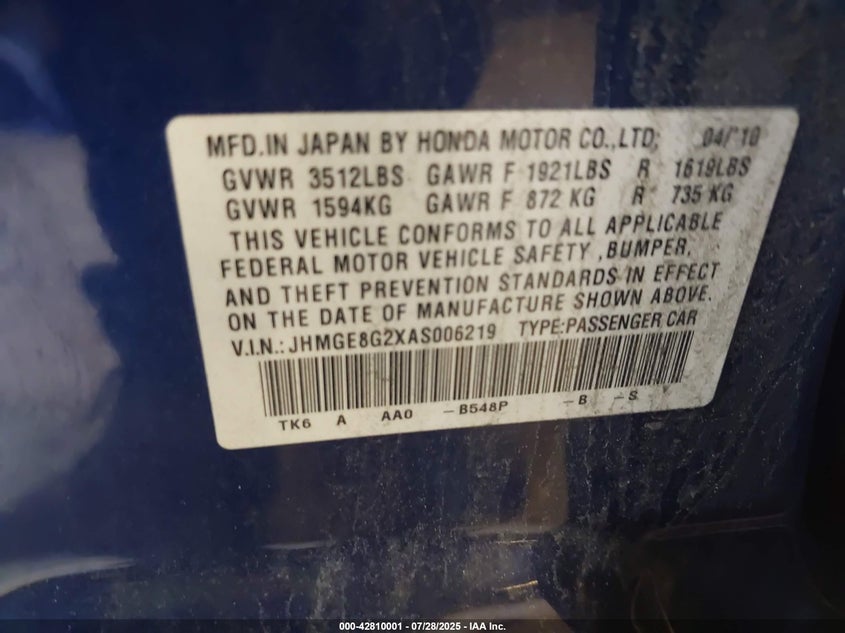 MFD.IN JAPAN BY HONDA MOTOR CO.,LTD; 04/'10
GVWR 3512LBS GAWR F 1921LBS R 1619LBS
GVWR 1594KG GAWR F 872 KG R 735 KG
THIS VEHICLE CONFORMS TO ALL APPLICABLE
FEDERAL MOTOR VEHICLE SAFETY ,BUMPER,
AND THEFT PREVENTION STANDARDS IN EFFECT
ON THE DATE OF MANUFACTURE SHOWN ABOVE.
V.I.N.: JHMGE8G2XAS006219 TYPE:PASSENGER CAR
TK6 A AA0 -B548P -B -S
000-42810001 - 07/28/2025 - IAA Inc.